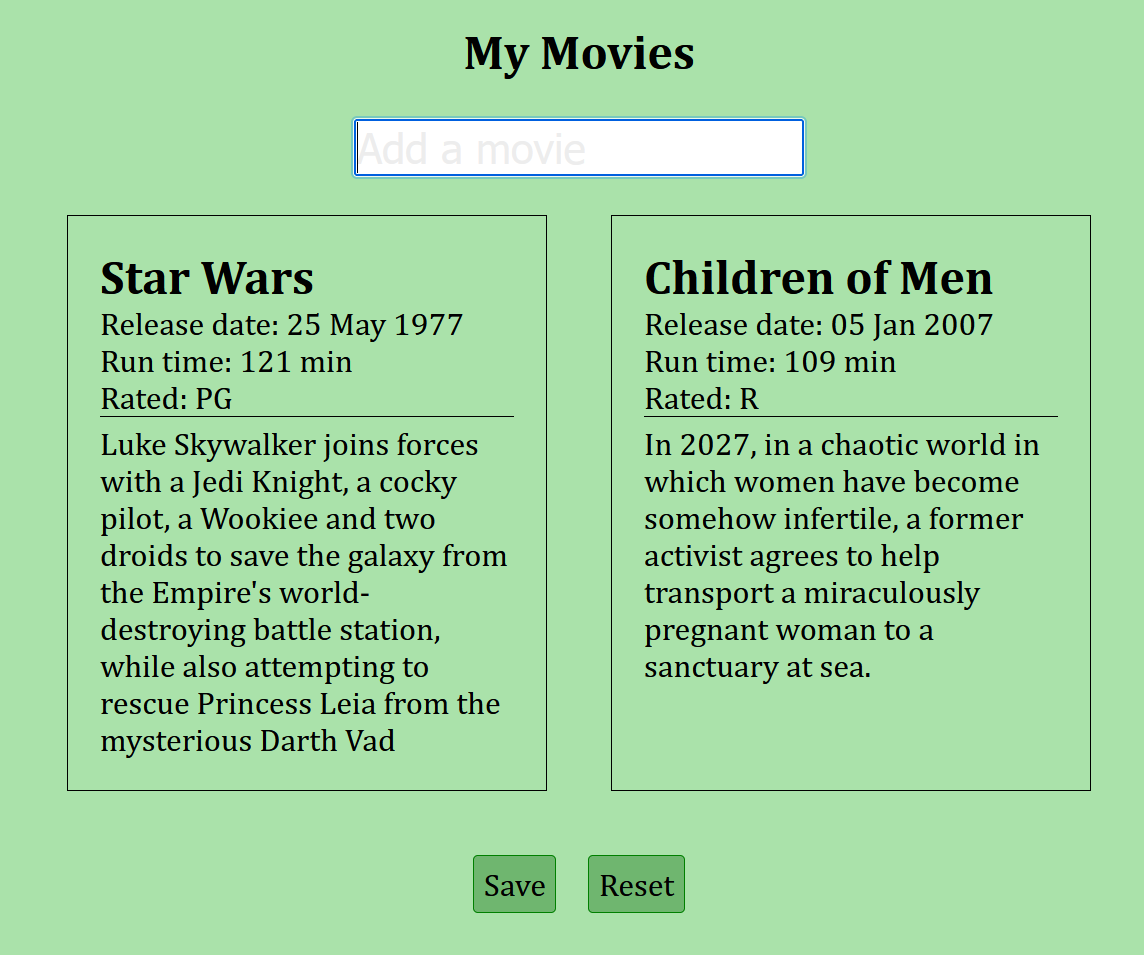 My Movies
Add a movie
Star Wars
Release date: 25 May 1977
Run time: 121 min
Rated: PG
Luke Skywalker joins forces
with a Jedi Knight, a cocky
pilot, a Wookiee and two
droids to save the galaxy from
the Empire's world-
destroying battle station,
while also attempting to
rescue Princess Leia from the
mysterious Darth Vad
Children of Men
Release date: 05 Jan 2007
Run time: 109 min
Rated: R
In 2027, in a chaotic world in
which women have become
somehow infertile, a former
activist agrees to help
transport a miraculously
pregnant woman to a
sanctuary at sea.
Save
Reset